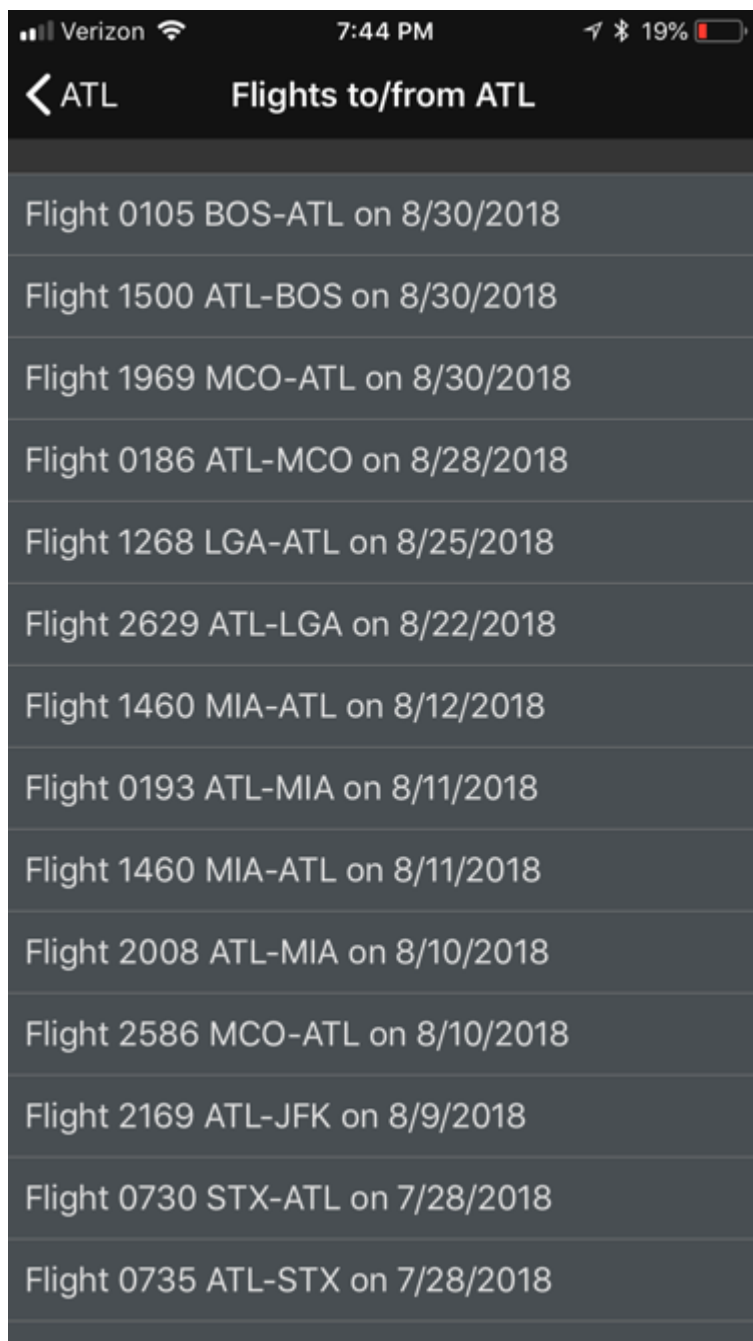 Verizon 7:44 PM 19%
ATL Flights to/from ATL
Flight 0105 BOS-ATL on 8/30/2018
Flight 1500 ATL-BOS on 8/30/2018
Flight 1969 MCO-ATL on 8/30/2018
Flight 0186 ATL-MCO on 8/28/2018
Flight 1268 LGA-ATL on 8/25/2018
Flight 2629 ATL-LGA on 8/22/2018
Flight 1460 MIA-ATL on 8/12/2018
Flight 0193 ATL-MIA on 8/11/2018
Flight 1460 MIA-ATL on 8/11/2018
Flight 2008 ATL-MIA on 8/10/2018
Flight 2586 MCO-ATL on 8/10/2018
Flight 2169 ATL-JFK on 8/9/2018
Flight 0730 STX-ATL on 7/28/2018
Flight 0735 ATL-STX on 7/28/2018